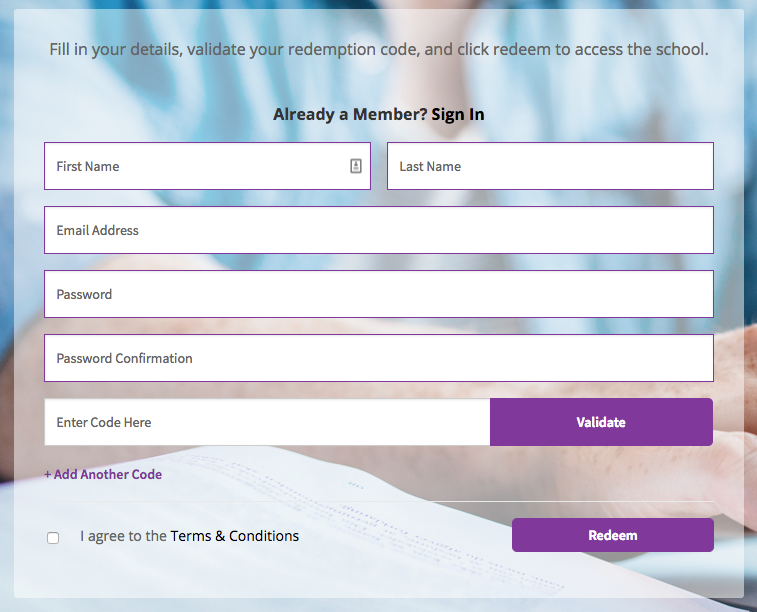 Fill in your details, validate your redemption code, and click redeem to access the school.
Already a Member? Sign In
First Name
Last Name
Email Address
Password
Password Confirmation
Enter Code Here
Validate
+ Add Another Code
I agree to the Terms & Conditions
Redeem